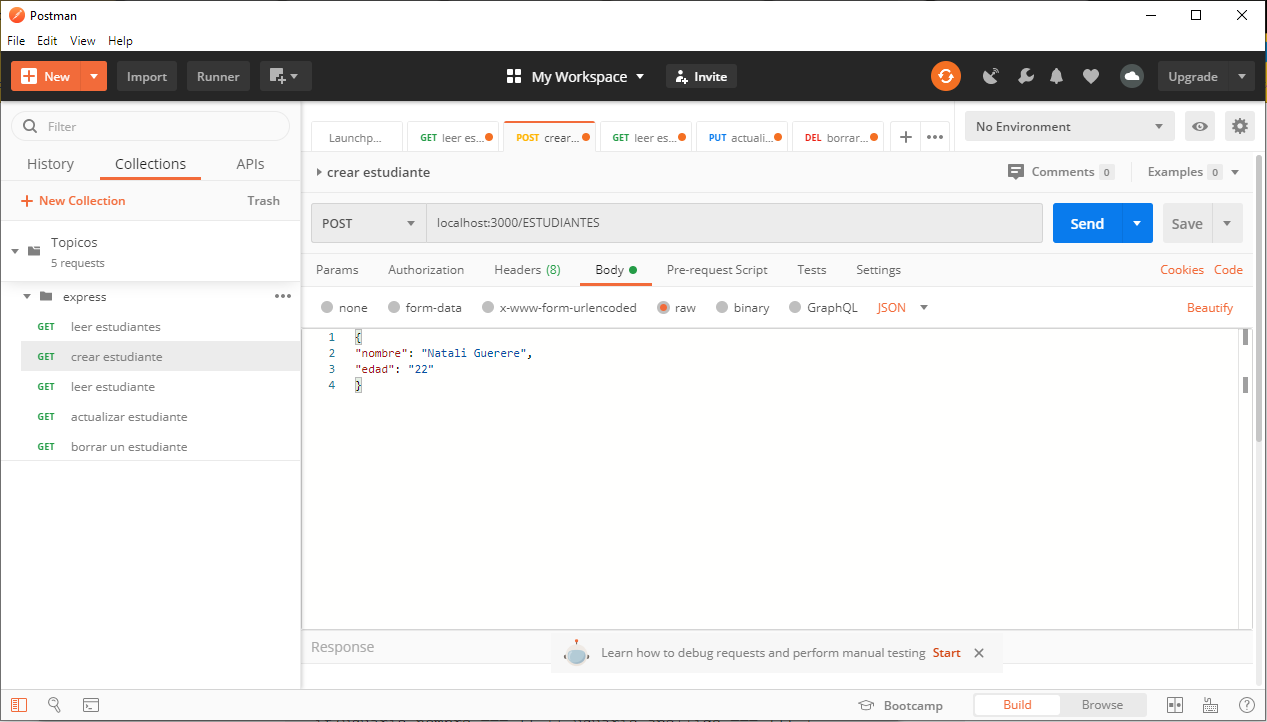 Postman
File Edit View Help
New Import Runner My Workspace Invite Upgrade
Filter
History Collections APIs
New Collection Trash
Topicos
5 requests
express
GET leer estudiantes
GET crear estudiante
GET leer estudiante
GET actualizar estudiante
GET borrar un estudiante
Launchp... GET leer es... POST crear... GET leer es... PUT actuali... DEL borrar... No Environment
crear estudiante Comments 0 Examples 0
POST localhost:3000/ESTUDIANTES Send Save
Params Authorization Headers (8) Body Pre-request Script Tests Settings Cookies Code
none form-data x-www-form-urlencoded raw binary GraphQL JSON Beautify
1 {
2 "nombre": "Natali Guerere",
3 "edad": "22"
4 }
Response
Learn how to debug requests and perform manual testing Start
Bootcamp Build Browse